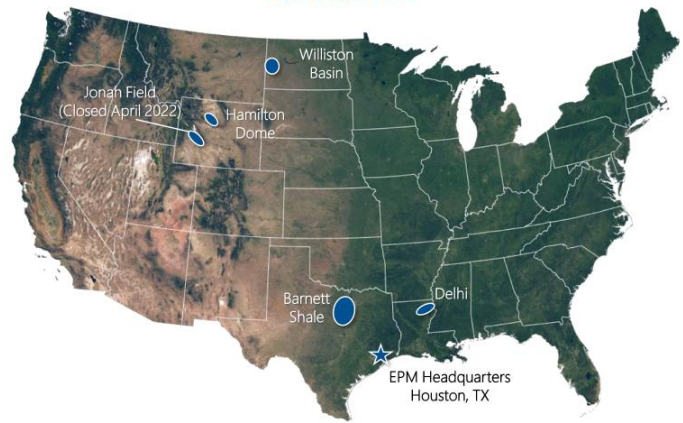 Williston
Basin
Jonah Field
(Closed April 2022)
Hamilton
Dome
Barnett
Shale
Delhi
EPM Headquarters
Houston, TX